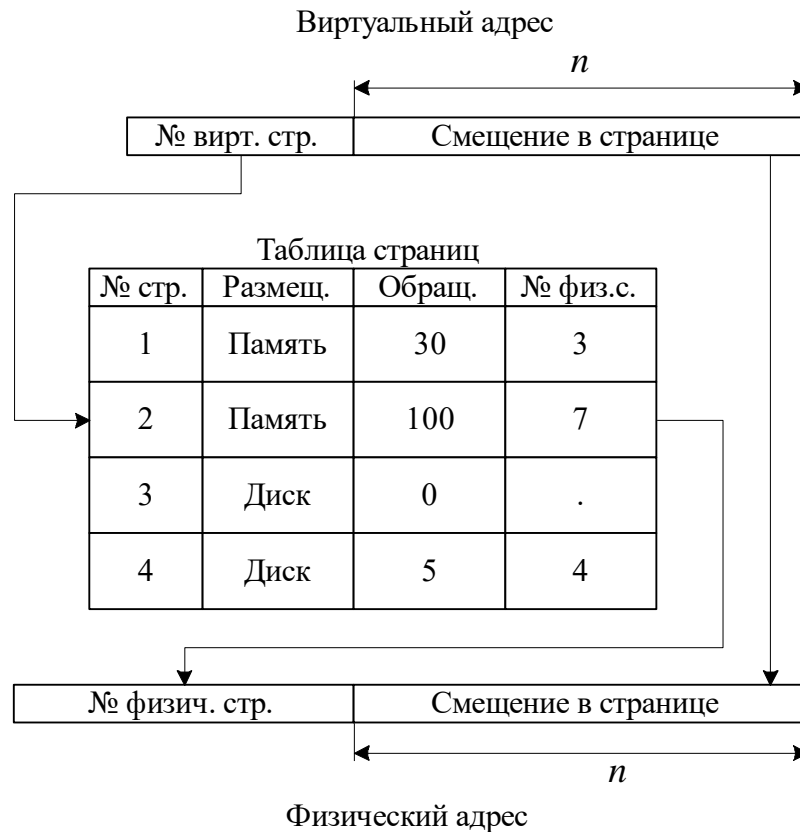 Виртуальный адрес
n
№ вирт. стр. Смещение в странице
Таблица страниц
№ стр. Размещ. Обращ. № физ.с.
1 Память 30 3
2 Память 100 7
3 Диск 0 .
4 Диск 5 4
№ физич. стр. Смещение в странице
n
Физический адрес